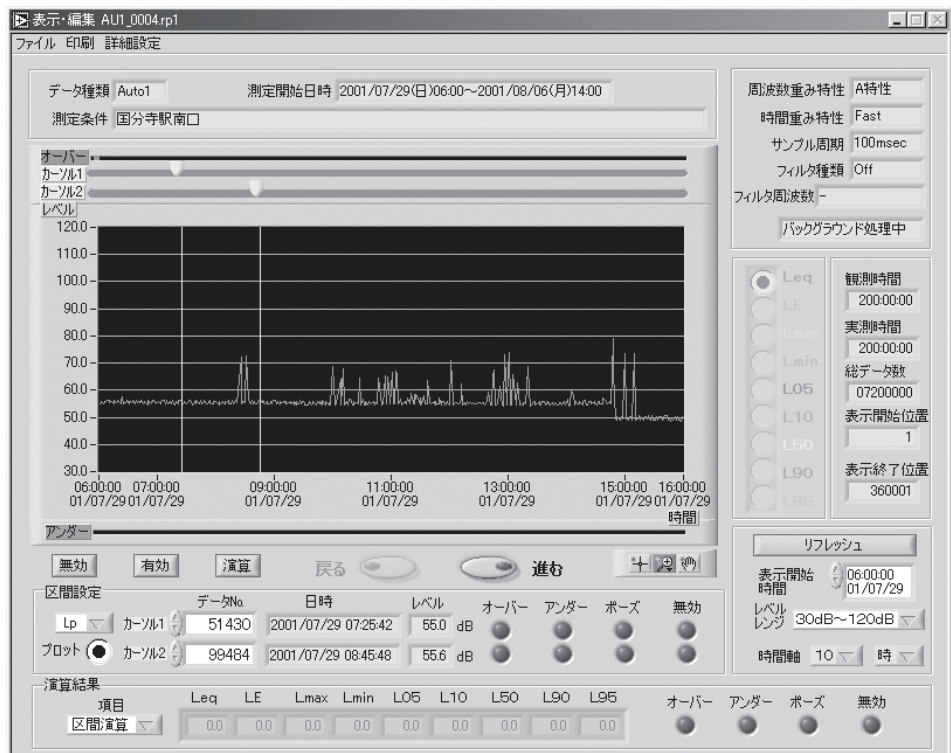 表示・編集 AU1_0004.rp1
ファイル 印刷 詳細設定
データ種類 Auto1 測定開始日時 2001/07/29(日)06:00～2001/08/06(月)14:00
測定条件 国分寺駅南口
周波数重み特性 A特性
時間重み特性 Fast
サンプル周期 100msec
フィルタ種類 Off
フィルタ周波数 -
バックグラウンド処理中
オーバー
カーソル1
カーソル2
レベル
120.0
110.0
100.0
90.0
80.0
70.0
60.0
50.0
40.0
30.0
06:00:00 07:00:00 09:00:00 11:00:00 13:00:00 15:00:00 16:00:00
01/07/29 01/07/29 01/07/29 01/07/29 01/07/29 01/07/29 01/07/29
時間
アンダー
Leq
LE
Lmax
Lmin
L05
L10
L50
L90
L95
観測時間
200:00:00
実測時間
200:00:00
総データ数
07200000
表示開始位置
1
表示終了位置
360001
無効 有効 演算 戻る 進む
リフレッシュ
表示開始時間 06:00:00 01/07/29
レベルレンジ 30dB～120dB
時間軸 10 時
区間設定
データNo. 日時 レベル オーバー アンダー ポーズ 無効
Lp カーソル1 51430 2001/07/29 07:25:42 55.0 dB
プロット カーソル2 99484 2001/07/29 08:45:48 55.6 dB
演算結果
項目 Leq LE Lmax Lmin L05 L10 L50 L90 L95 オーバー アンダー ポーズ 無効
区間演算 0.0 0.0 0.0 0.0 0.0 0.0 0.0 0.0 0.0